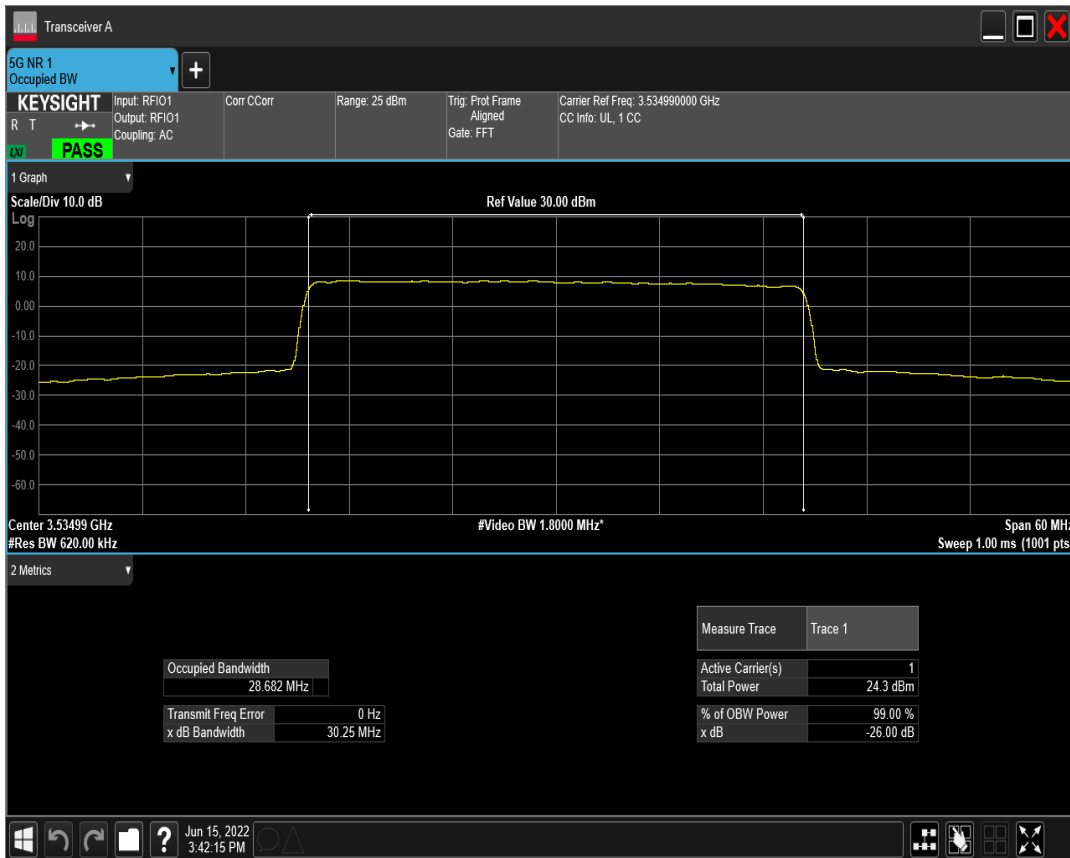 Transceiver A
5G NR 1
Occupied BW
+
KEYSIGHT
R T
LXI
PASS
Input: RFIO1
Output: RFIO1
Coupling: AC
Corr CCorr
Range: 25 dBm
Trig: Prot Frame
Aligned
Gate: FFT
Carrier Ref Freq: 3.534990000 GHz
CC Info: UL, 1 CC
1 Graph
Scale/Div 10.0 dB
Ref Value 30.00 dBm
Log
20.0
10.0
0.00
-10.0
-20.0
-30.0
-40.0
-50.0
-60.0
Center 3.53499 GHz
#Video BW 1.8000 MHz*
Span 60 MHz
#Res BW 620.00 kHz
Sweep 1.00 ms (1001 pts
2 Metrics
Measure Trace Trace 1
Occupied Bandwidth
28.682 MHz
Active Carrier(s) 1
Total Power 24.3 dBm
Transmit Freq Error 0 Hz
x dB Bandwidth 30.25 MHz
% of OBW Power 99.00 %
x dB -26.00 dB
?
Jun 15, 2022
3:42:15 PM